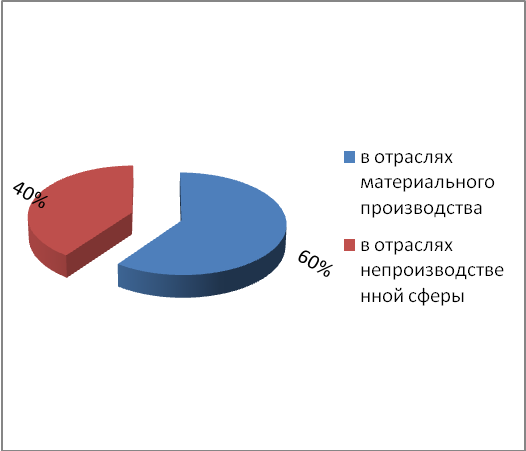 40%
60%
в отраслях
материального
производства
в отраслях
непроизводстве
нной сферы